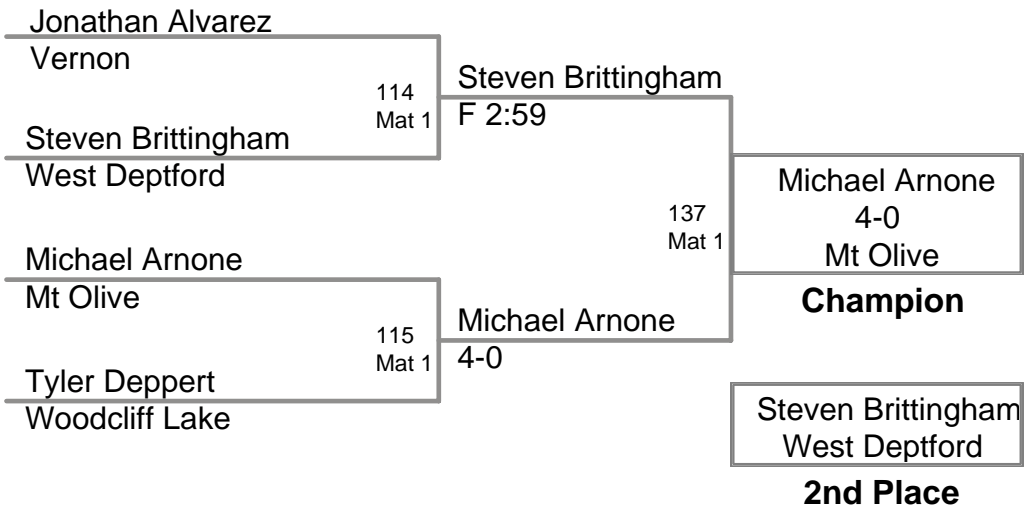 Jonathan Alvarez
Vernon
114
Mat 1
Steven Brittingham
West Deptford
Steven Brittingham
F 2:59
Michael Arnone
Mt Olive
115
Mat 1
Tyler Deppert
Woodcliff Lake
Michael Arnone
4-0
137
Mat 1
Michael Arnone
4-0
Mt Olive
Champion
Steven Brittingham
West Deptford
2nd Place